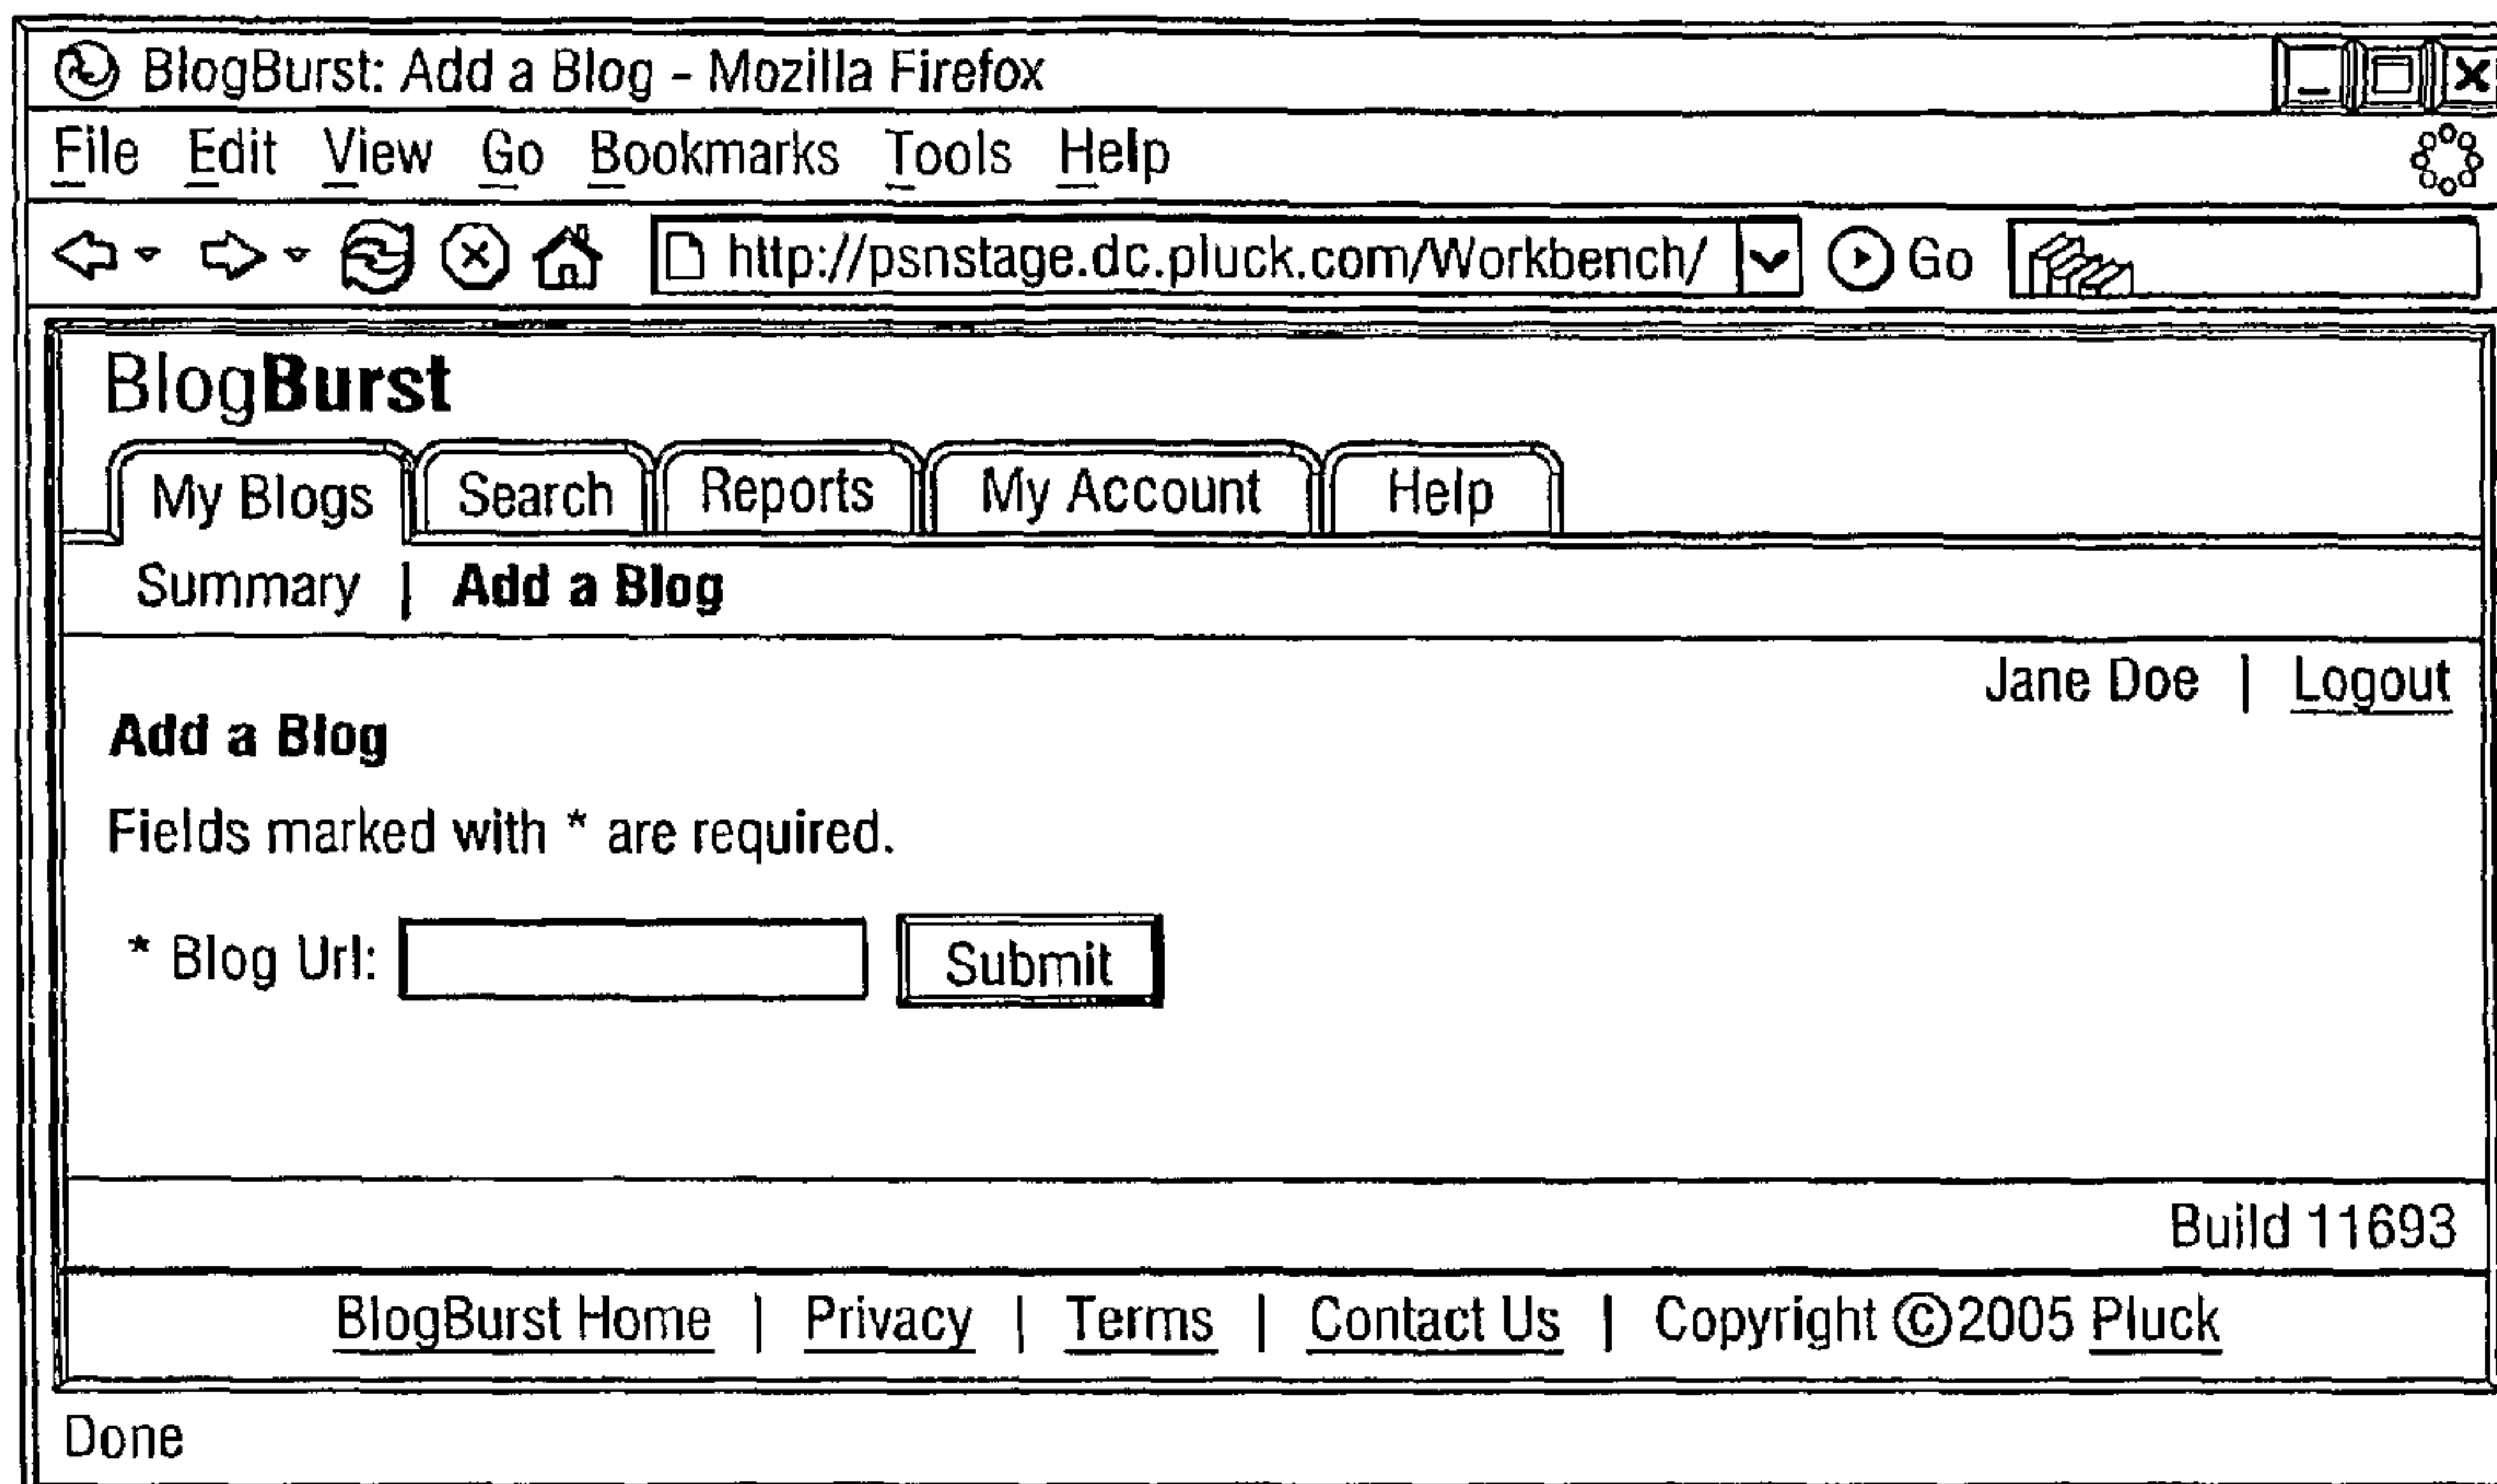 BlogBurst: Add a Blog - Mozilla Firefox
File Edit View Go Bookmarks Tools Help
http://psnstage.dc.pluck.com/Workbench/ Go
BlogBurst
My Blogs Search Reports My Account Help
Summary | Add a Blog
Jane Doe | Logout
Add a Blog
Fields marked with * are required.
* Blog Url: Submit
Build 11693
BlogBurst Home | Privacy | Terms | Contact Us | Copyright ©2005 Pluck
Done